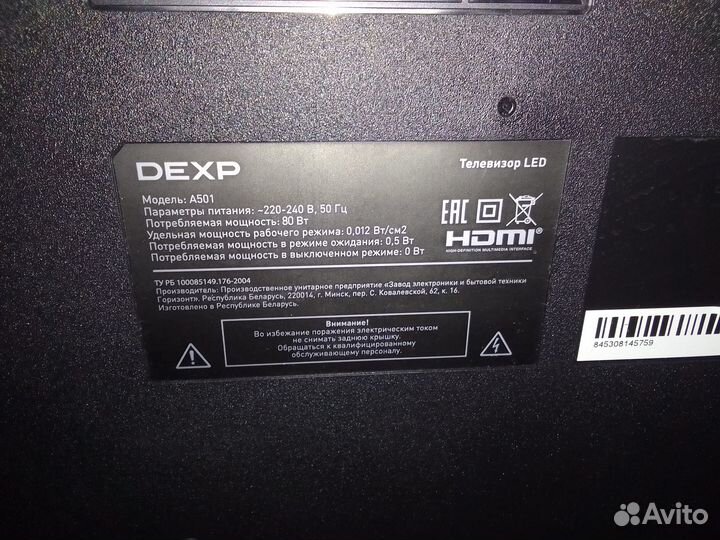 DEXP
Телевизор LED
Модель: A501
Параметры питания: ~220-240 В, 50 Гц
Потребляемая мощность: 80 Вт
Удельная мощность рабочего режима: 0,012 Вт/см2
Потребляемая мощность в режиме ожидания: 0,5 Вт
Потребляемая мощность в выключенном режиме: 0 Вт
EAC
HDMI®
HIGH-DEFINITION MULTIMEDIA INTERFACE
ТУ РБ 100085149.176-2004
Производитель: Производственное унитарное предприятие «Завод электроники и бытовой техники
Горизонт». Республика Беларусь, 220014, г. Минск, пер. С. Ковалевской, 62, к. 16.
Изготовлено в Республике Беларусь.
Внимание!
Во избежание поражения электрическим током
не снимать заднюю крышку.
Обращаться к квалифицированному
обслуживающему персоналу.
845308145759
Avito